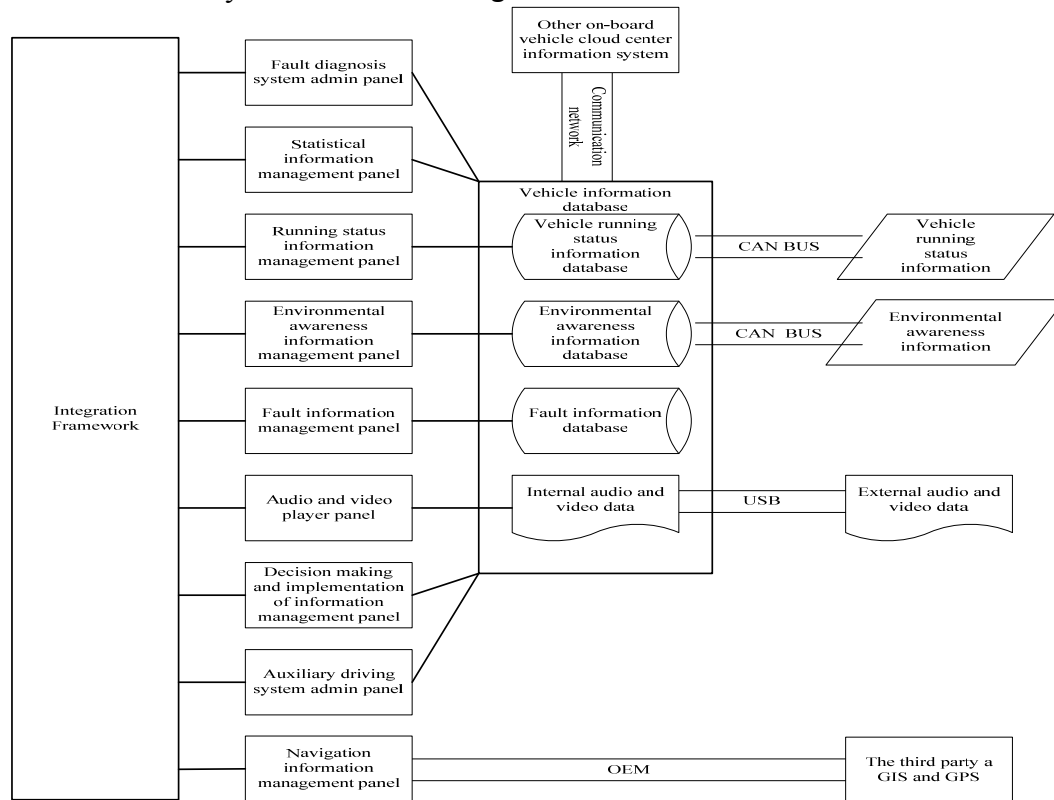 Other on-board
vehicle cloud center
information system
Communication
network
Integration
Framework
Fault diagnosis
system admin panel
Statistical
information
management panel
Running status
information
management panel
Environmental
awareness
information
management panel
Fault information
management panel
Audio and video
player panel
Decision making
and implementation
of information
management panel
Auxiliary driving
system admin panel
Navigation
information
management panel
Vehicle information
database
Vehicle running
status
information
database
Environmental
awareness
information
database
Fault information
database
Internal audio and
video data
CAN BUS
Vehicle
running
status
information
CAN BUS
Environmental
awareness
information
USB
External audio and
video data
OEM
The third party a
GIS and GPS